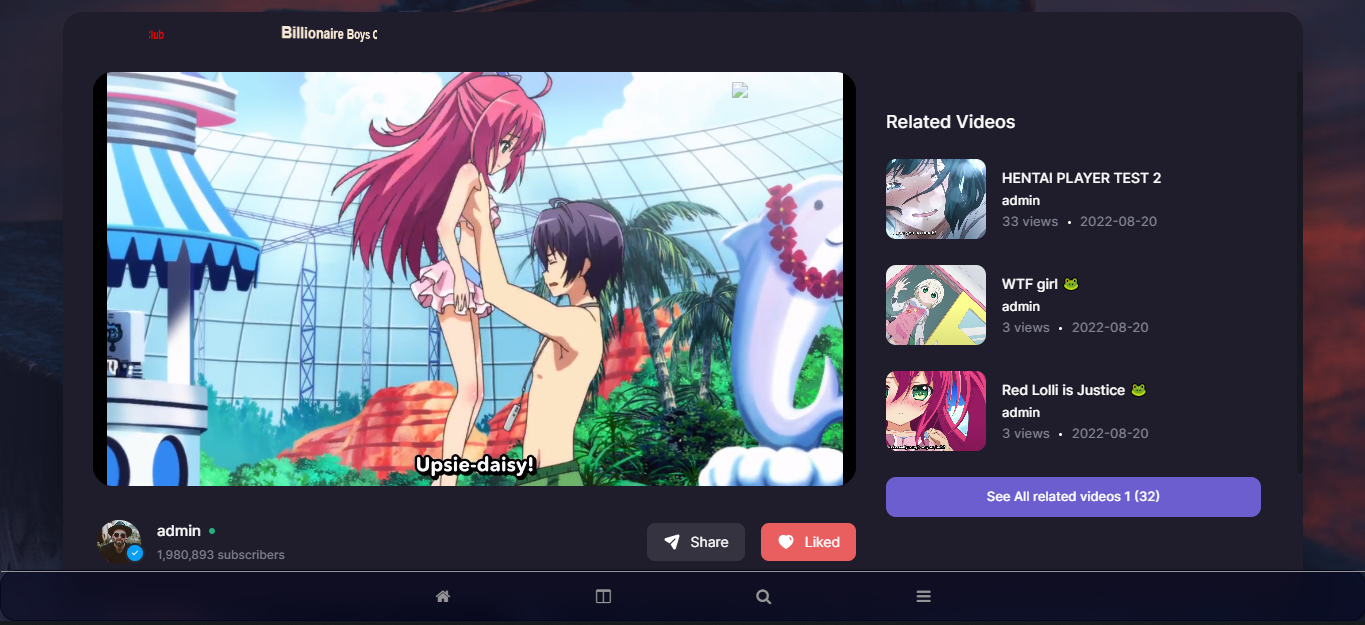 Club
Billionaire Boys C
Upsie-daisy!
admin
1,980,893 subscribers
Share
Liked
Related Videos
HENTAI PLAYER TEST 2
admin
33 views • 2022-08-20
WTF girl 🐸
admin
3 views • 2022-08-20
Red Lolli is Justice 🐸
admin
3 views • 2022-08-20
See All related videos 1 (32)